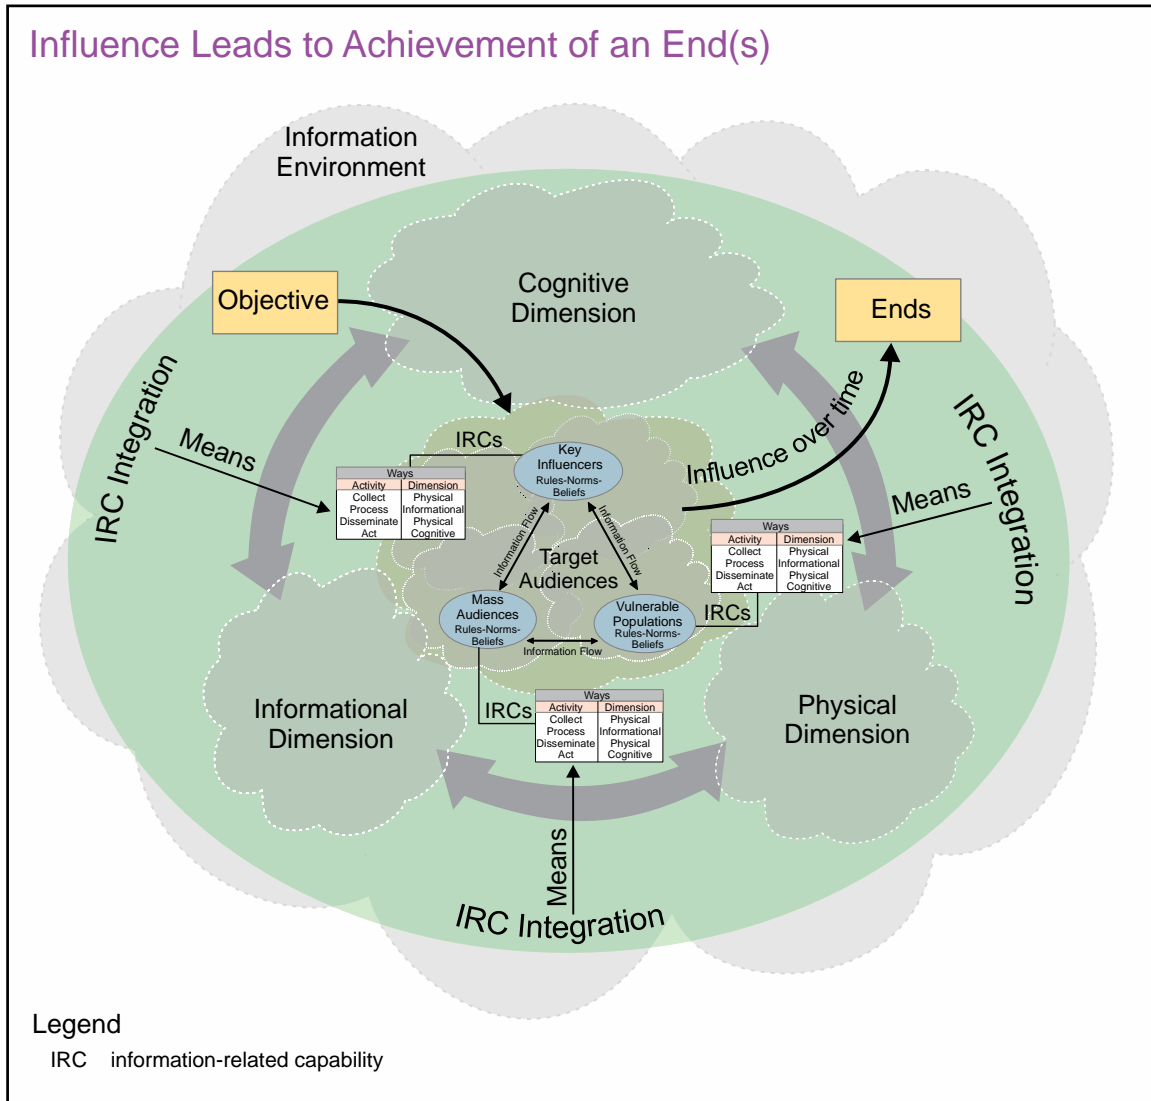 Influence Leads to Achievement of an End(s)
Information
Environment
Cognitive
Dimension
Objective
Ends
IRC Integration
Means
IRCs
Ways
Activity Dimension
Collect Physical
Process Informational
Disseminate Physical
Act Cognitive
Key
Influencers
Rules-Norms-
Beliefs
Influence over time
IRC Integration
Means
Ways
Activity Dimension
Collect Physical
Process Informational
Disseminate Physical
Act Cognitive
IRCs
Information Flow
Information Flow
Target
Audiences
Mass
Audiences
Rules-Norms-
Beliefs
Vulnerable
Populations
Rules-Norms-
Beliefs
Information Flow
Informational
Dimension
IRCs
Ways
Activity Dimension
Collect Physical
Process Informational
Disseminate Physical
Act Cognitive
Physical
Dimension
Means
IRC Integration
Legend
IRC information-related capability